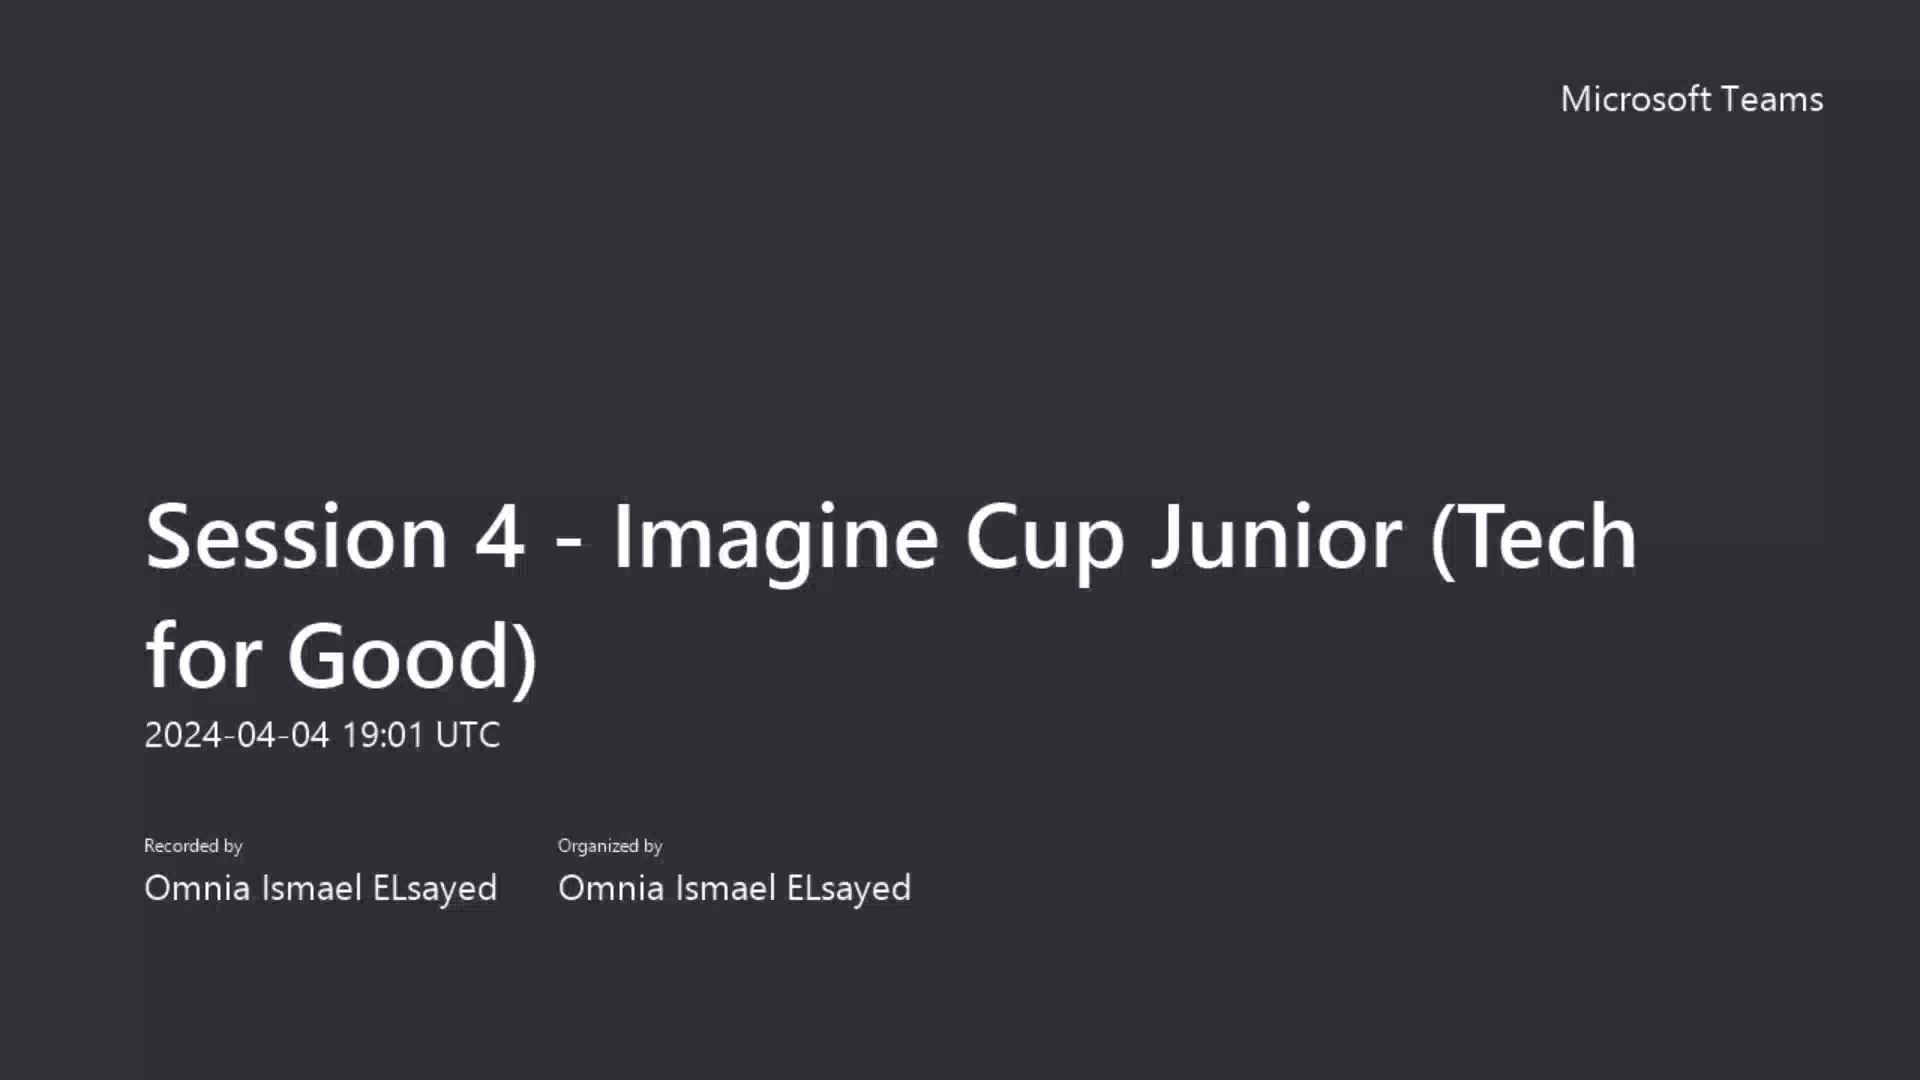 Microsoft Teams
Session 4 - Imagine Cup Junior (Tech
for Good)
2024-04-04 19:01 UTC
Recorded by
Omnia Ismael ELsayed
Organized by
Omnia Ismael ELsayed